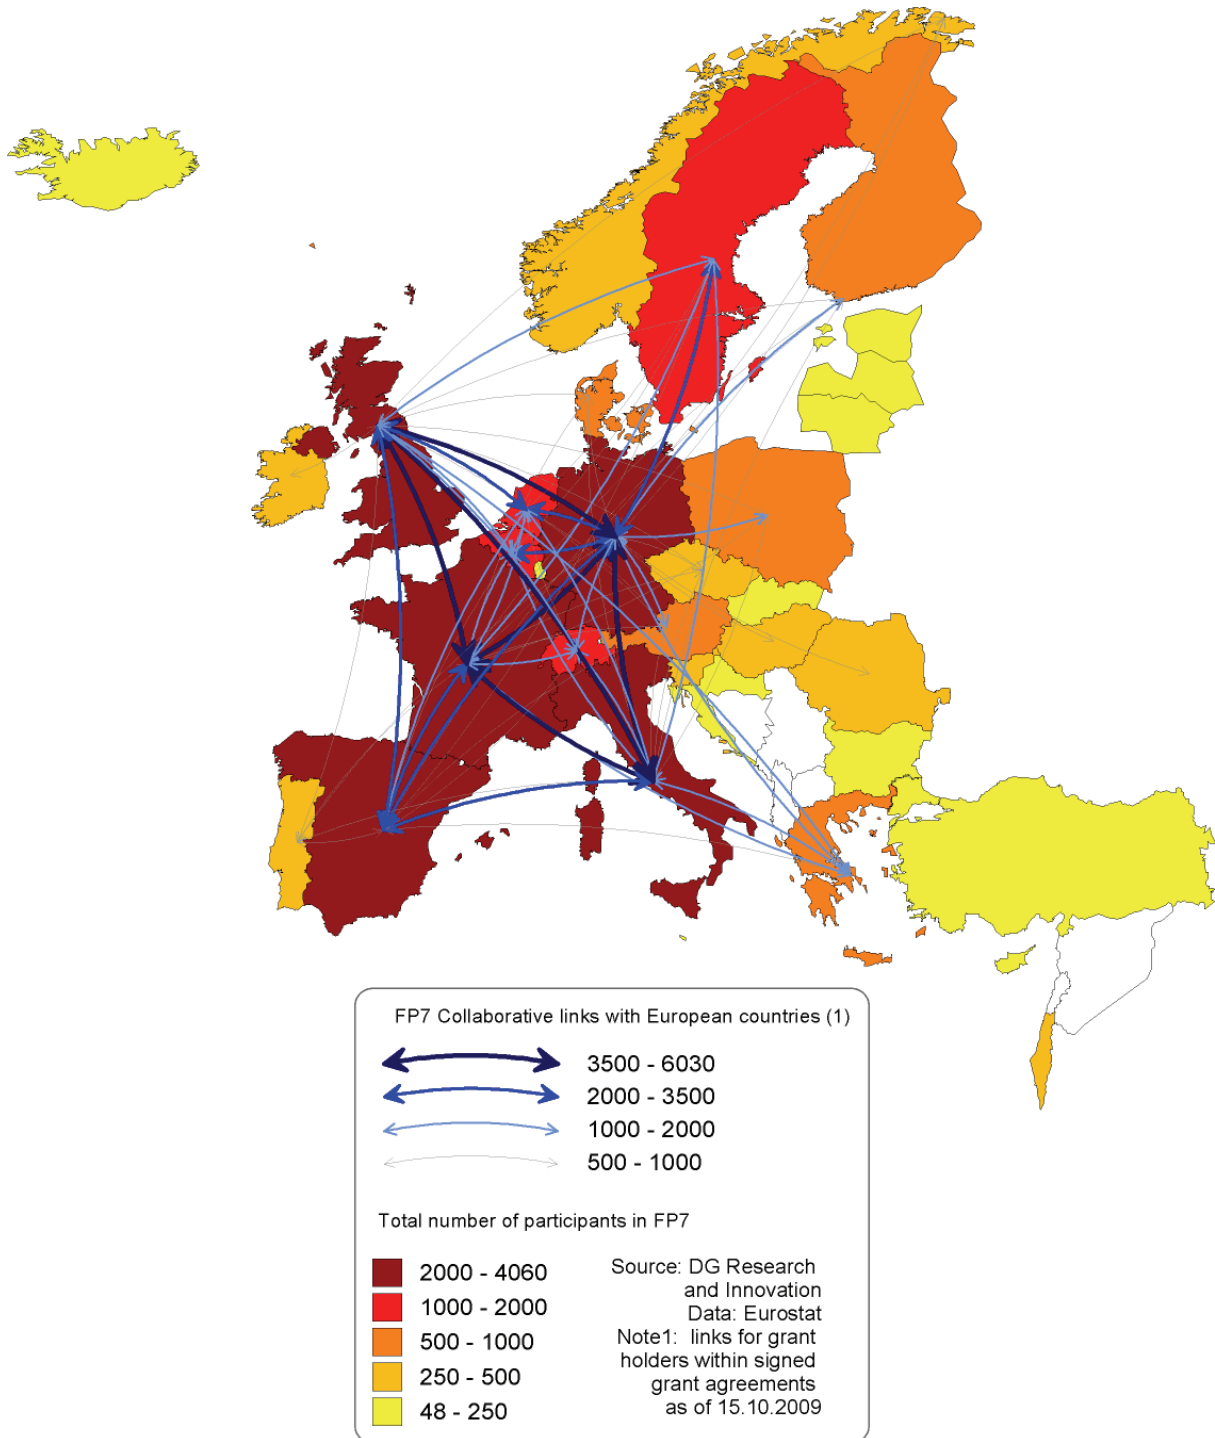 FP7 Collaborative links with European countries (1)
3500 - 6030
2000 - 3500
1000 - 2000
500 - 1000
Total number of participants in FP7
2000 - 4060
1000 - 2000
500 - 1000
250 - 500
48 - 250
Source: DG Research
and Innovation
Data: Eurostat
Note1: links for grant
holders within signed
grant agreements
as of 15.10.2009